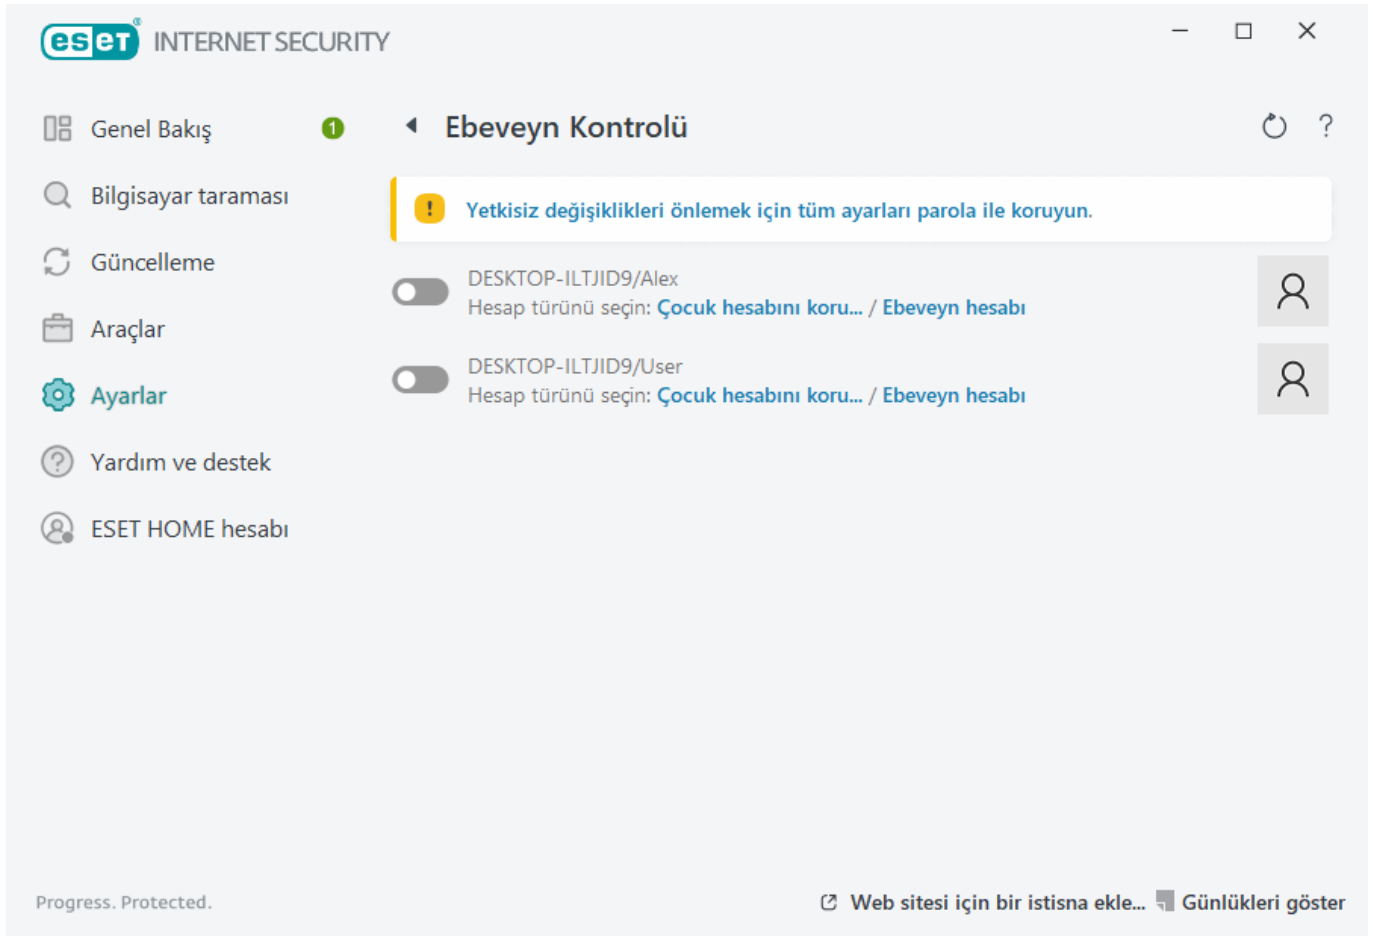 eset® INTERNET SECURITY
Genel Bakış 1
Bilgisayar taraması
Güncelleme
Araçlar
Ayarlar
Yardım ve destek
ESET HOME hesabı
Ebeveyn Kontrolü ?
! Yetkisiz değişiklikleri önlemek için tüm ayarları parola ile koruyun.
DESKTOP-ILTJID9/Alex
Hesap türünü seçin: Çocuk hesabını koru... / Ebeveyn hesabı
DESKTOP-ILTJID9/User
Hesap türünü seçin: Çocuk hesabını koru... / Ebeveyn hesabı
Progress. Protected.
Web sitesi için bir istisna ekle... Günlükleri göster